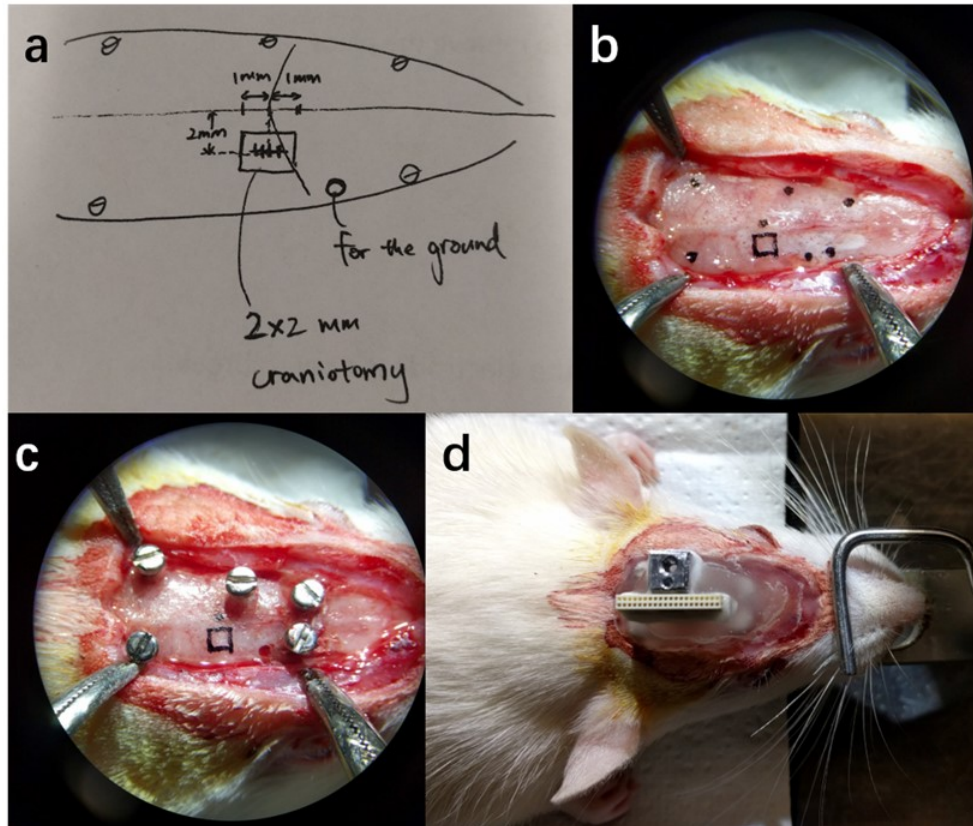 a
1mm 1mm
2mm
for the ground
2x2 mm
craniotomy
b
c
d